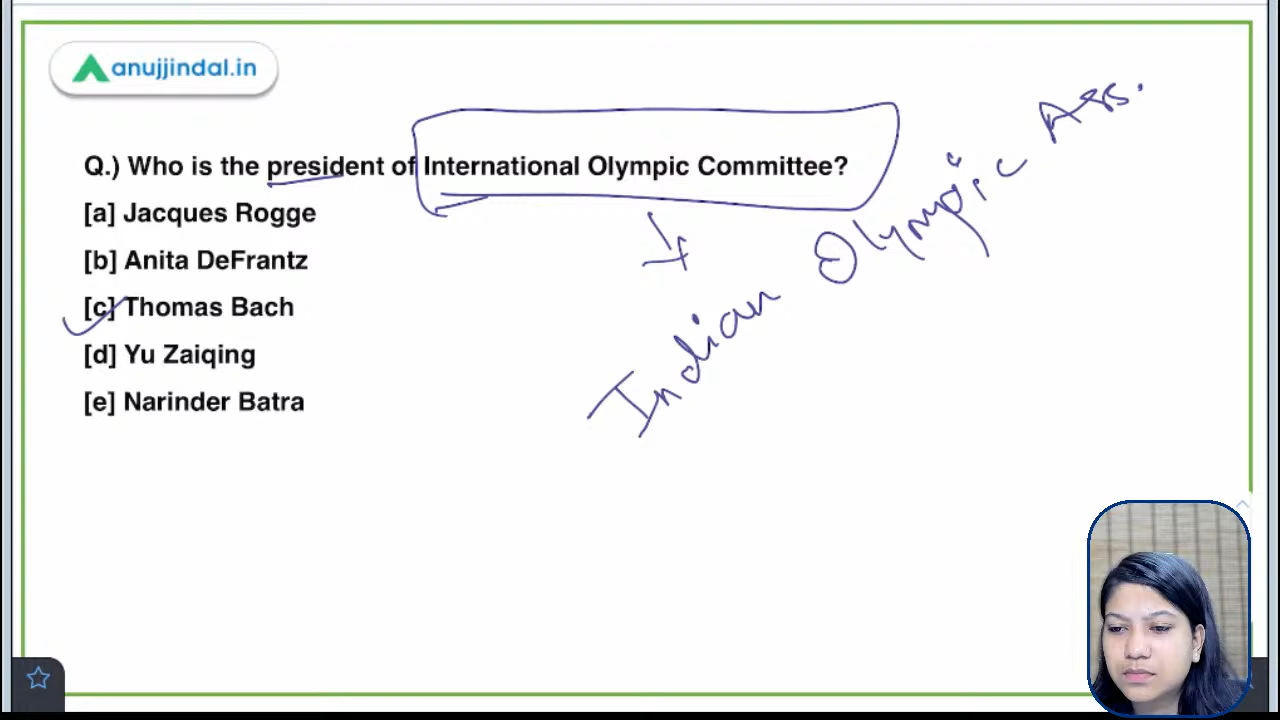 anujjindal.in
Q.) Who is the president of International Olympic Committee?
[a] Jacques Rogge
[b] Anita DeFrantz
[c] Thomas Bach
[d] Yu Zaiqing
[e] Narinder Batra
Indian Olympic Ass.